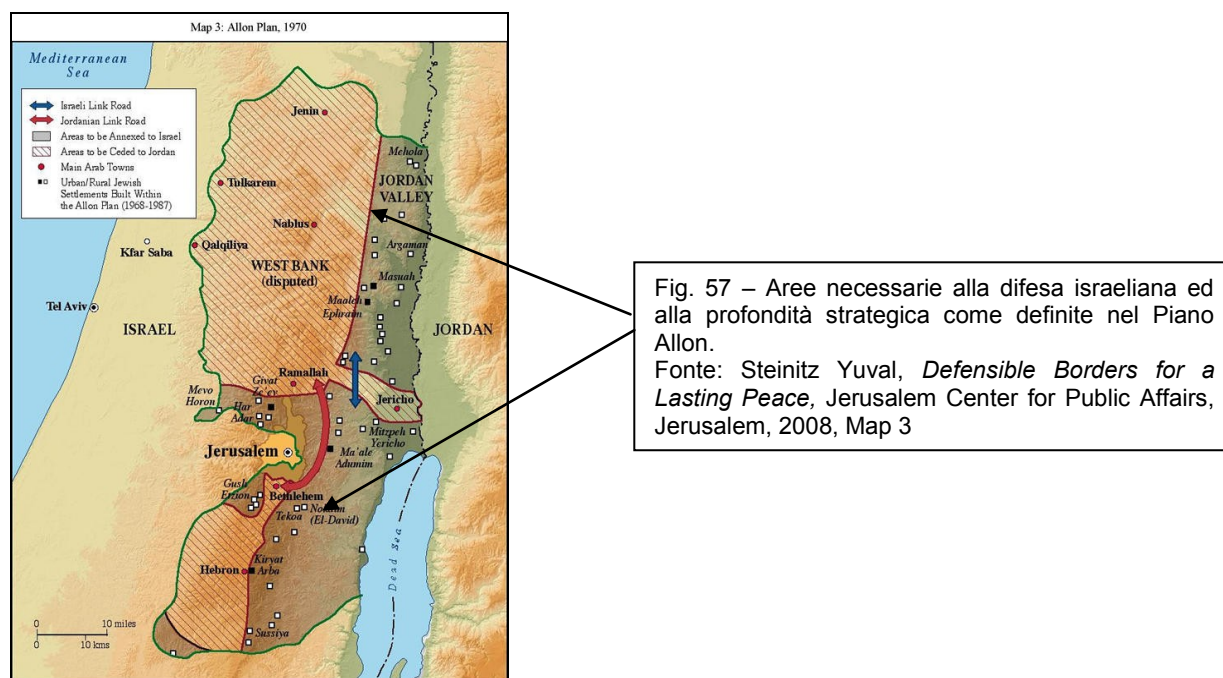 Map 3: Allon Plan, 1970
Mediterranean
Sea
Israeli Link Road
Jordanian Link Road
Areas to be Annexed to Israel
Areas to be Ceded to Jordan
Main Arab Towns
Urban/Rural Jewish
Settlements Built Within
the Allon Plan (1968-1987)
Jenin
Mehola
JORDAN
VALLEY
Tulkarem
Nablus
Kfar Saba
Qalqiliya
Argaman
WEST BANK
(disputed)
Masuah
Maaleh
Ephraim
Tel Aviv
ISRAEL
JORDAN
Ramallah
Mevo
Horon
Givat
Ze'ev
Har
Adar
Jericho
Mitzpeh
Yericho
Jerusalem
Ma'ale
Adumim
Gush
Etzion
Bethlehem
Tekoa
Nokdim
(El-David)
Dead Sea
Kiryat
Arba
Hebron
Sussiya
0 10 miles
0 10 kms
Fig. 57 – Aree necessarie alla difesa israeliana ed
alla profondità strategica come definite nel Piano
Allon.
Fonte: Steinitz Yuval, Defensible Borders for a
Lasting Peace, Jerusalem Center for Public Affairs,
Jerusalem, 2008, Map 3